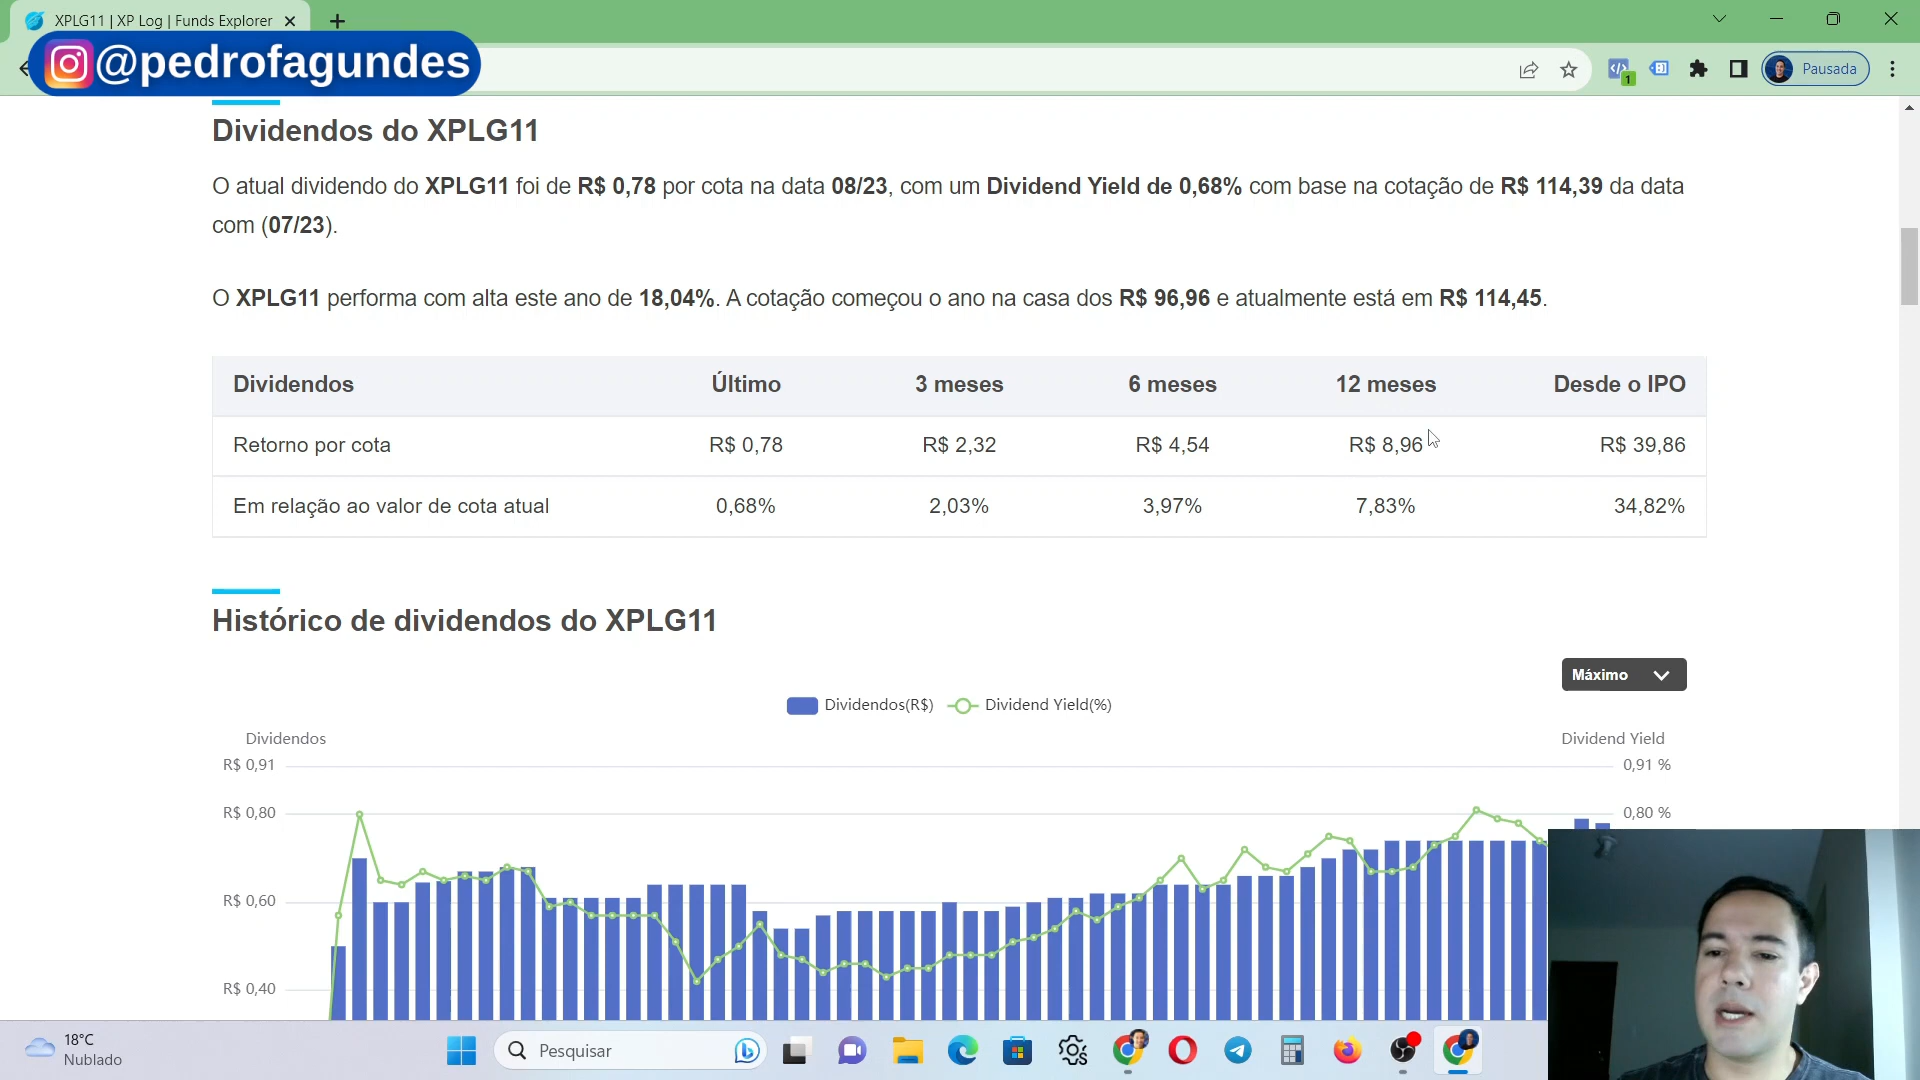 XPLG11 | XP Log | Funds Explorer
@pedrofagundes
1
Pausada
Dividendos do XPLG11
O atual dividendo do XPLG11 foi de R$ 0,78 por cota na data 08/23, com um Dividend Yield de 0,68% com base na cotação de R$ 114,39 da data
com (07/23).
O XPLG11 performa com alta este ano de 18,04%. A cotação começou o ano na casa dos R$ 96,96 e atualmente está em R$ 114,45.
Dividendos Último 3 meses 6 meses 12 meses Desde o IPO
Retorno por cota R$ 0,78 R$ 2,32 R$ 4,54 R$ 8,96 R$ 39,86
Em relação ao valor de cota atual 0,68% 2,03% 3,97% 7,83% 34,82%
Histórico de dividendos do XPLG11
Máximo
Dividendos(R$) Dividend Yield(%)
Dividendos Dividend Yield
R$ 0,91 0,91 %
R$ 0,80 0,80 %
R$ 0,60
R$ 0,40
18°C
Nublado
Pesquisar